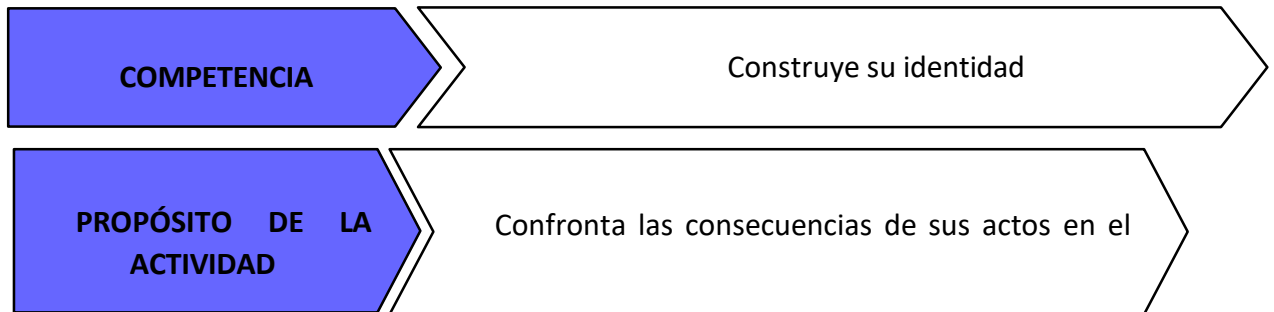 COMPETENCIA
Construye su identidad
PROPÓSITO DE LA
ACTIVIDAD
Confronta las consecuencias de sus actos en el